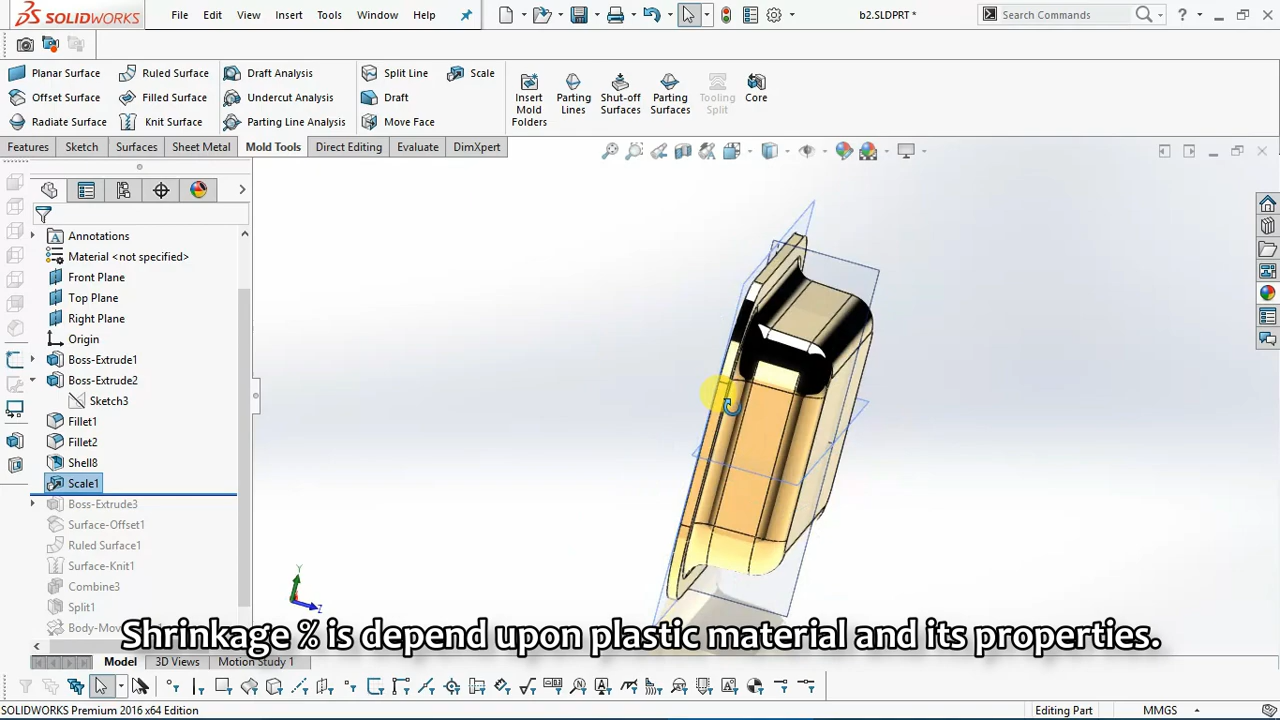 SOLIDWORKS File Edit View Insert Tools Window Help b2.SLDPRT * Search Commands ?
Planar Surface Ruled Surface Draft Analysis Split Line Scale
Offset Surface Filled Surface Undercut Analysis Draft
Radiate Surface Knit Surface Parting Line Analysis Move Face
Insert Mold Folders
Parting Lines
Shut-off Surfaces
Parting Surfaces
Tooling Split
Core
Features Sketch Surfaces Sheet Metal Mold Tools Direct Editing Evaluate DimXpert
Annotations
Material <not specified>
Front Plane
Top Plane
Right Plane
Origin
Boss-Extrude1
Boss-Extrude2
Sketch3
Fillet1
Fillet2
Shell8
Scale1
Boss-Extrude3
Surface-Offset1
Ruled Surface1
Surface-Knit1
Combine3
Split1
Body-Mov
Y
Z
Shrinkage % is depend upon plastic material and its properties.
Model 3D Views Motion Study 1
SOLIDWORKS Premium 2016 x64 Edition Editing Part MMGS